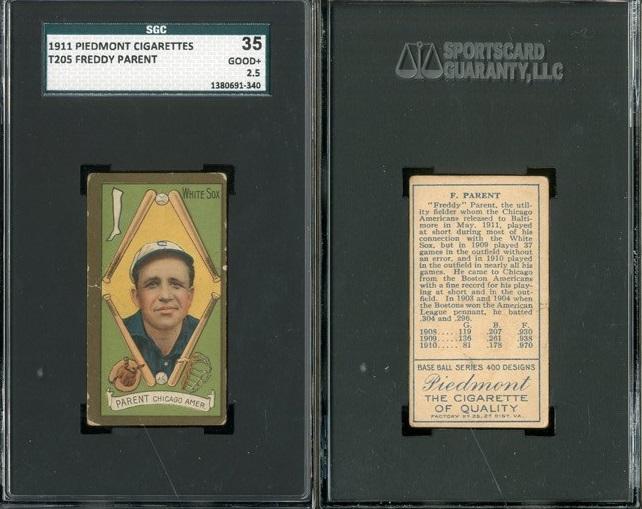 SGC
1911 PIEDMONT CIGARETTES
T205 FREDDY PARENT
35
GOOD+
2.5
1380691-340
WHITE SOX
C
PARENT CHICAGO AMER
SPORTSCARD
GUARANTY, LLC
F. PARENT
"Freddy" Parent, the util-
ity fielder whom the Chicago
Americans released to Balti-
more in May, 1911, played
at short during most of his
connection with the White
Sox, but in 1909 played 37
games in the outfield without
an error, and in 1910 played
in the outfield in nearly all his
games. He came to Chicago
from the Boston Americans
with a fine record for his play-
ing at short and in the out-
field. In 1903 and 1904 when
the Bostons won the American
League pennant, he batted
.304 and .296.
G. B. F.
1908.....119 .207 .930
1909.....136 .261 .938
1910..... 81 .178 .970
BASE BALL SERIES 400 DESIGNS
Piedmont
THE CIGARETTE
OF QUALITY
FACTORY Nº 25, 2ᴰ DIST. VA.